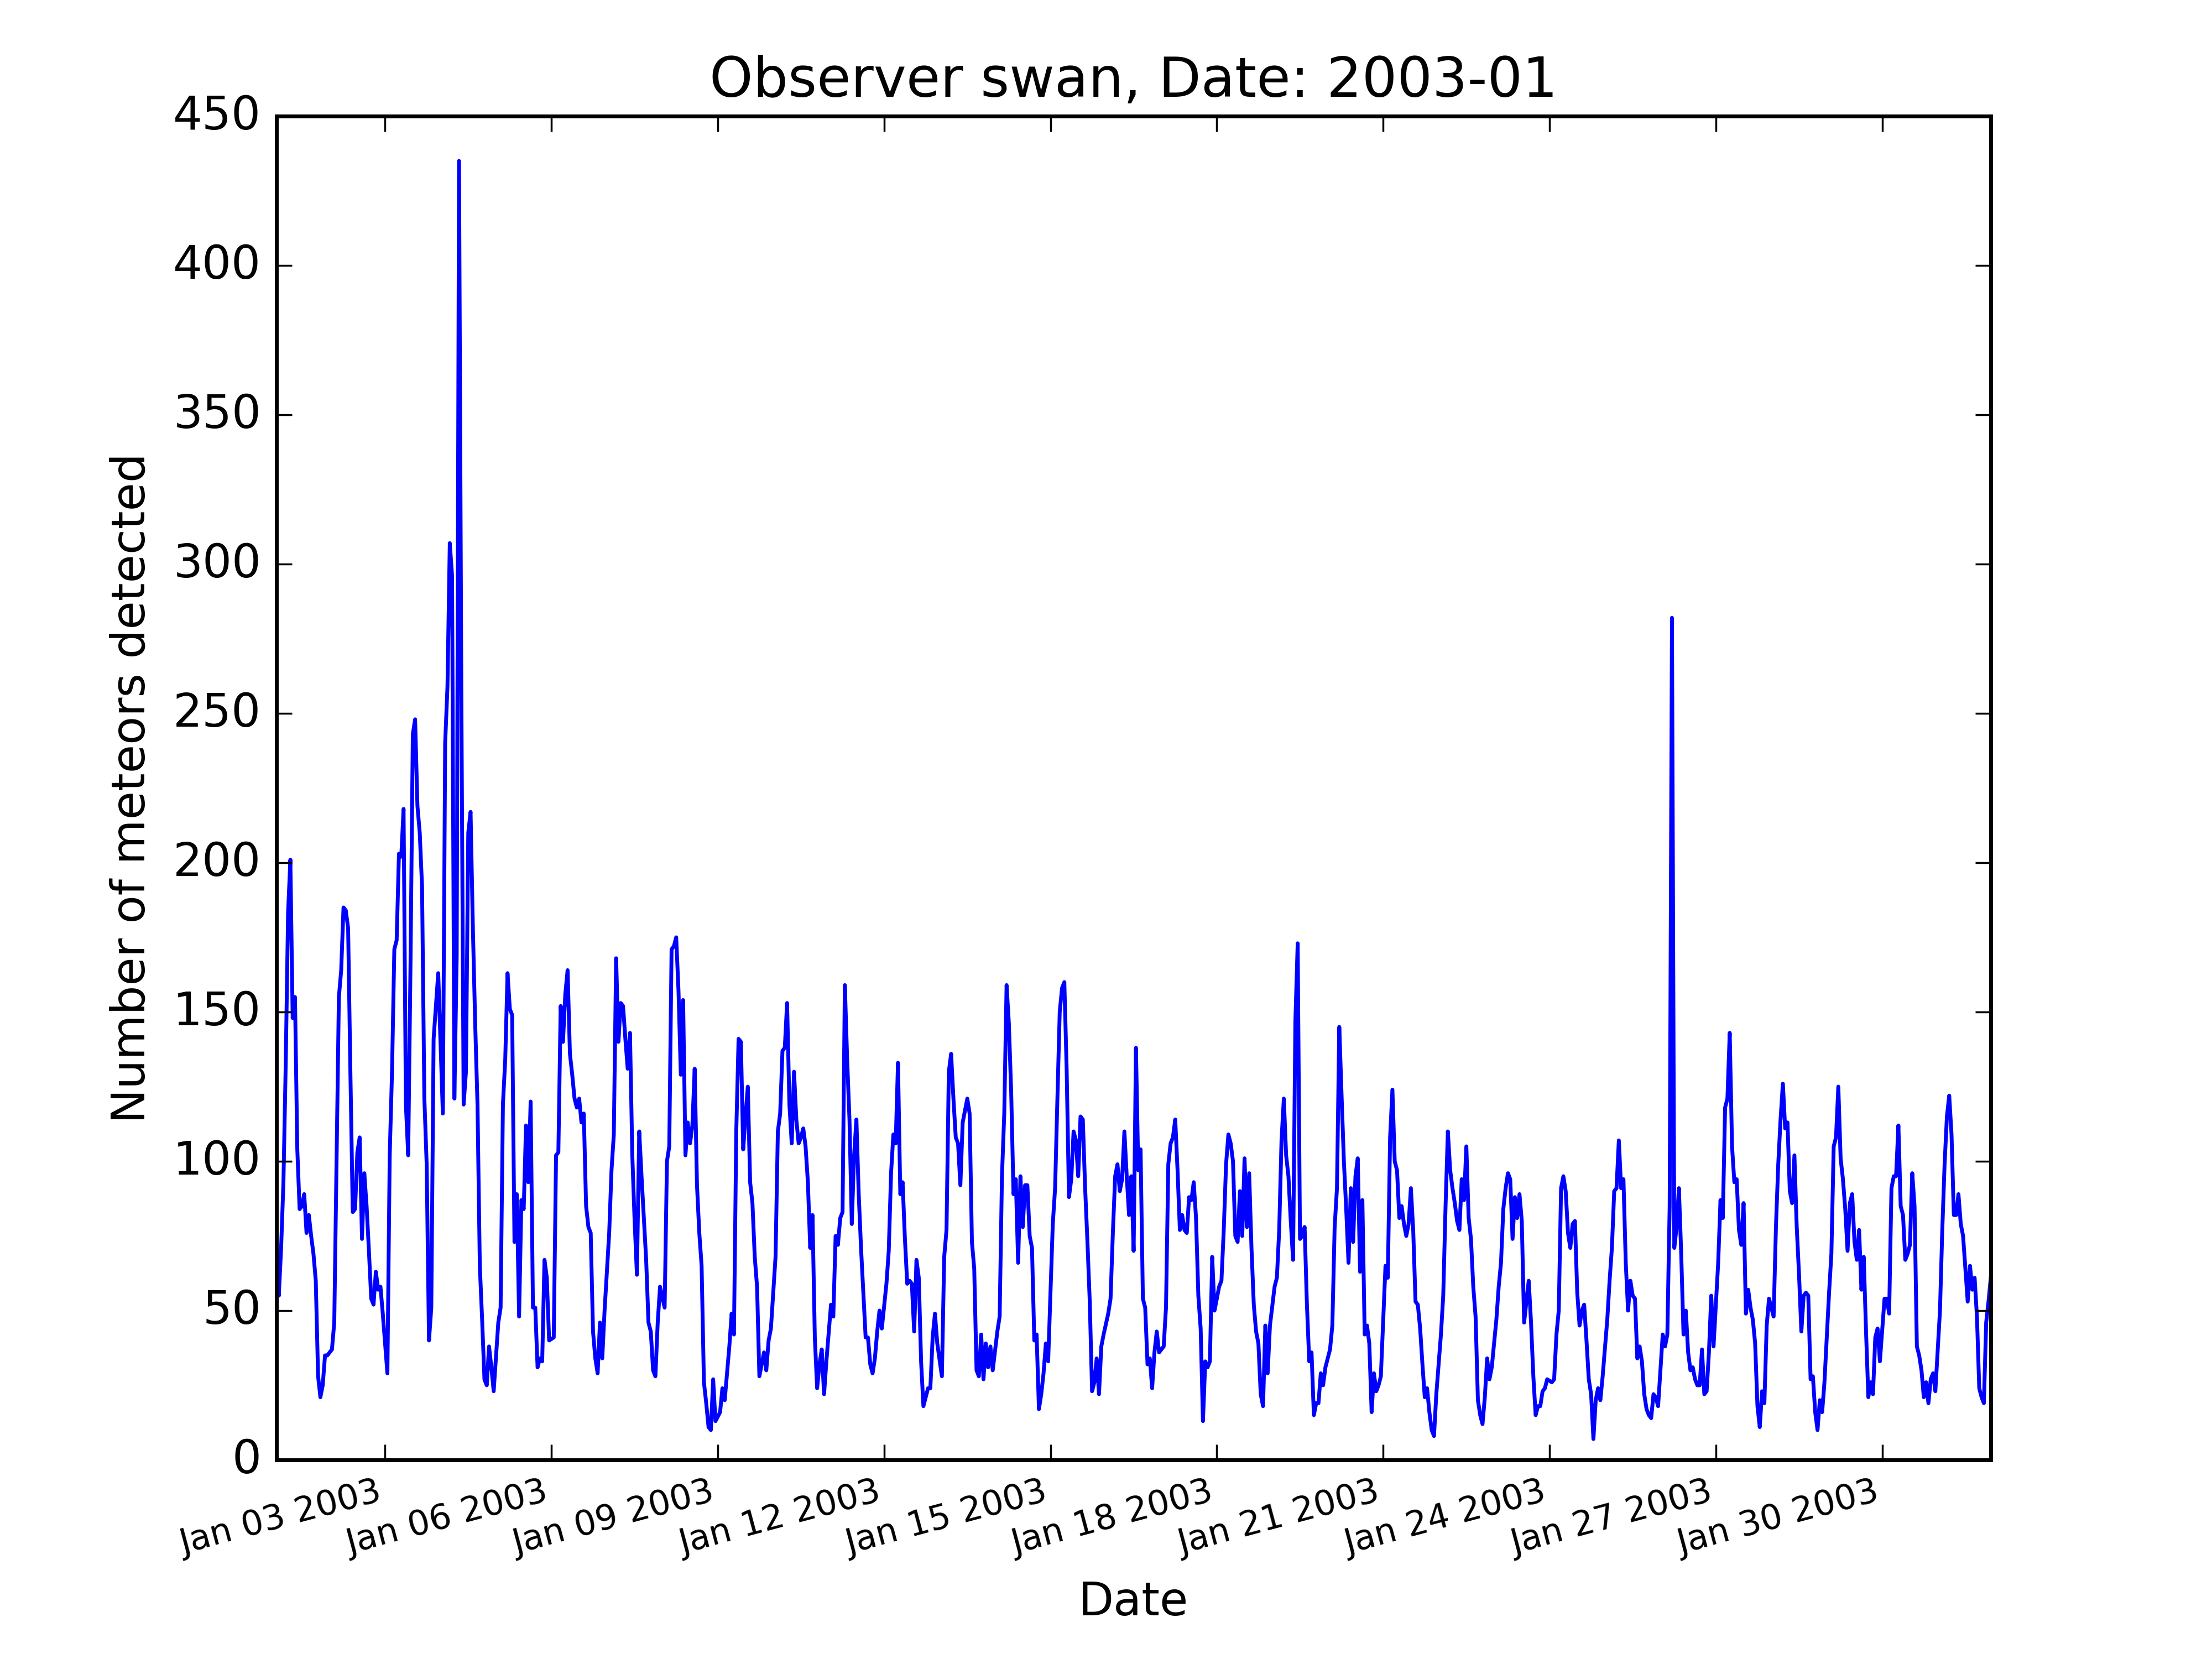 Observer swan, Date: 2003-01
450
400
350
300
250
200
150
100
50
0
Number of meteors detected
Jan 03 2003
Jan 06 2003
Jan 09 2003
Jan 12 2003
Jan 15 2003
Jan 18 2003
Jan 21 2003
Jan 24 2003
Jan 27 2003
Jan 30 2003
Date